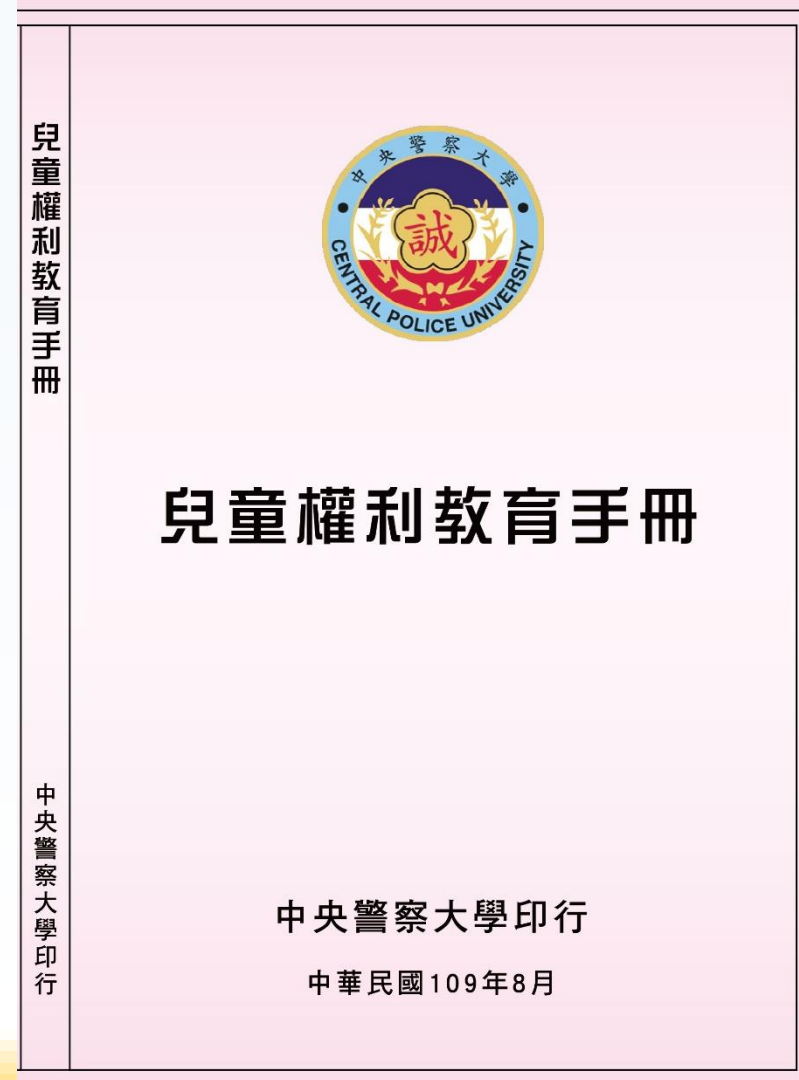 兒童權利教育手冊
中央警察大學印行
中央警察大學
誠
CENTRAL POLICE UNIVERSITY
兒童權利教育手冊
中央警察大學印行
中華民國109年8月